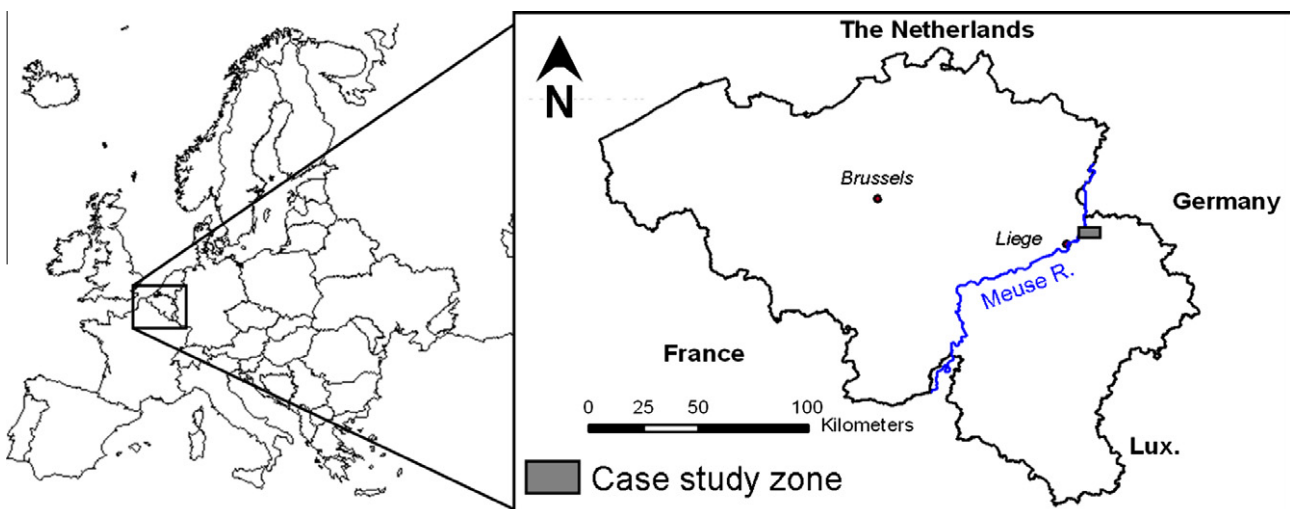 The Netherlands
N
Brussels
Germany
Liege
Meuse R.
France
0 25 50 100
Kilometers
Lux.
Case study zone